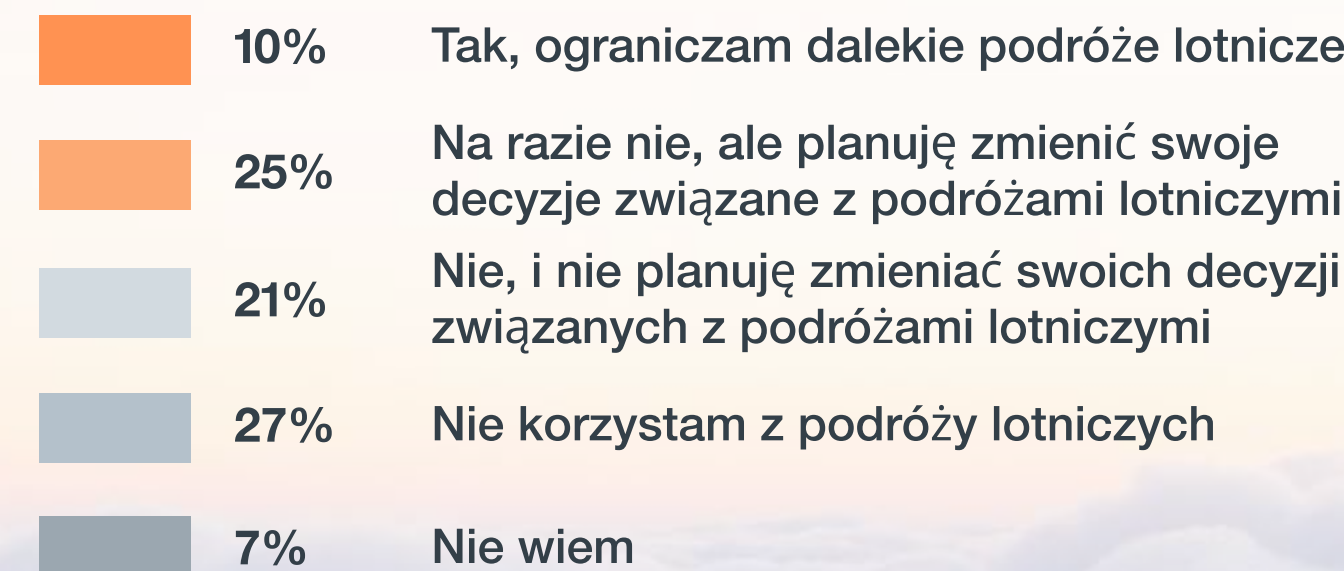 10% Tak, ograniczam dalekie podróże lotnicze
25% Na razie nie, ale planuję zmienić swoje
decyzje związane z podróżami lotniczymi
21% Nie, i nie planuję zmieniać swoich decyzji
związanych z podróżami lotniczymi
27% Nie korzystam z podróży lotniczych
7% Nie wiem